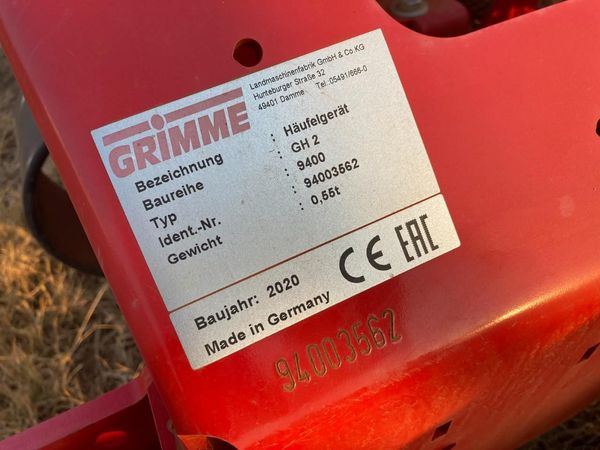 GRIMME
Landmaschinenfabrik GmbH & Co.KG
Hunteburger Straße 32
49401 Damme Tel.:05491/666-0
Bezeichnung : Häufelgerät
Baureihe : GH 2
Typ : 9400
Ident.-Nr. : 94003562
Gewicht : 0,55t
Baujahr: 2020
Made in Germany
CE EAC
94003562